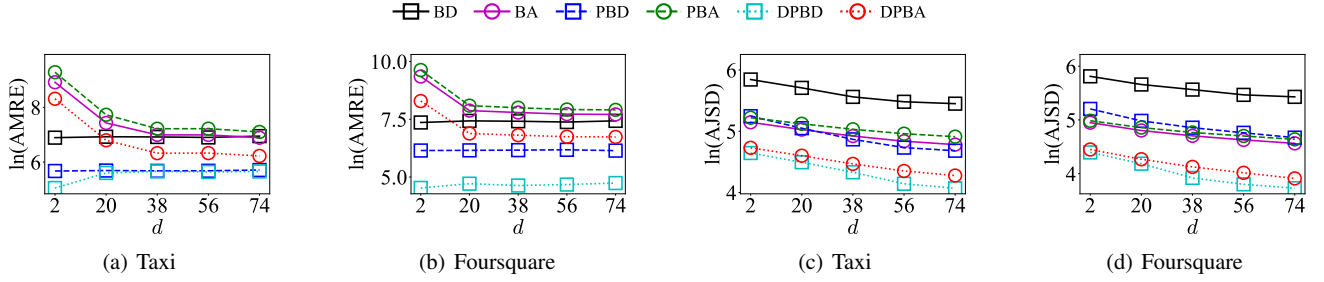 BD BA PBD PBA DPBD DPBA
ln(AMRE)
8
6
2 20 38 56 74
d
(a) Taxi
ln(AMRE)
10.0
7.5
5.0
2 20 38 56 74
d
(b) Foursquare
ln(AJSD)
6
5
4
2 20 38 56 74
d
(c) Taxi
ln(AJSD)
6
5
4
2 20 38 56 74
d
(d) Foursquare